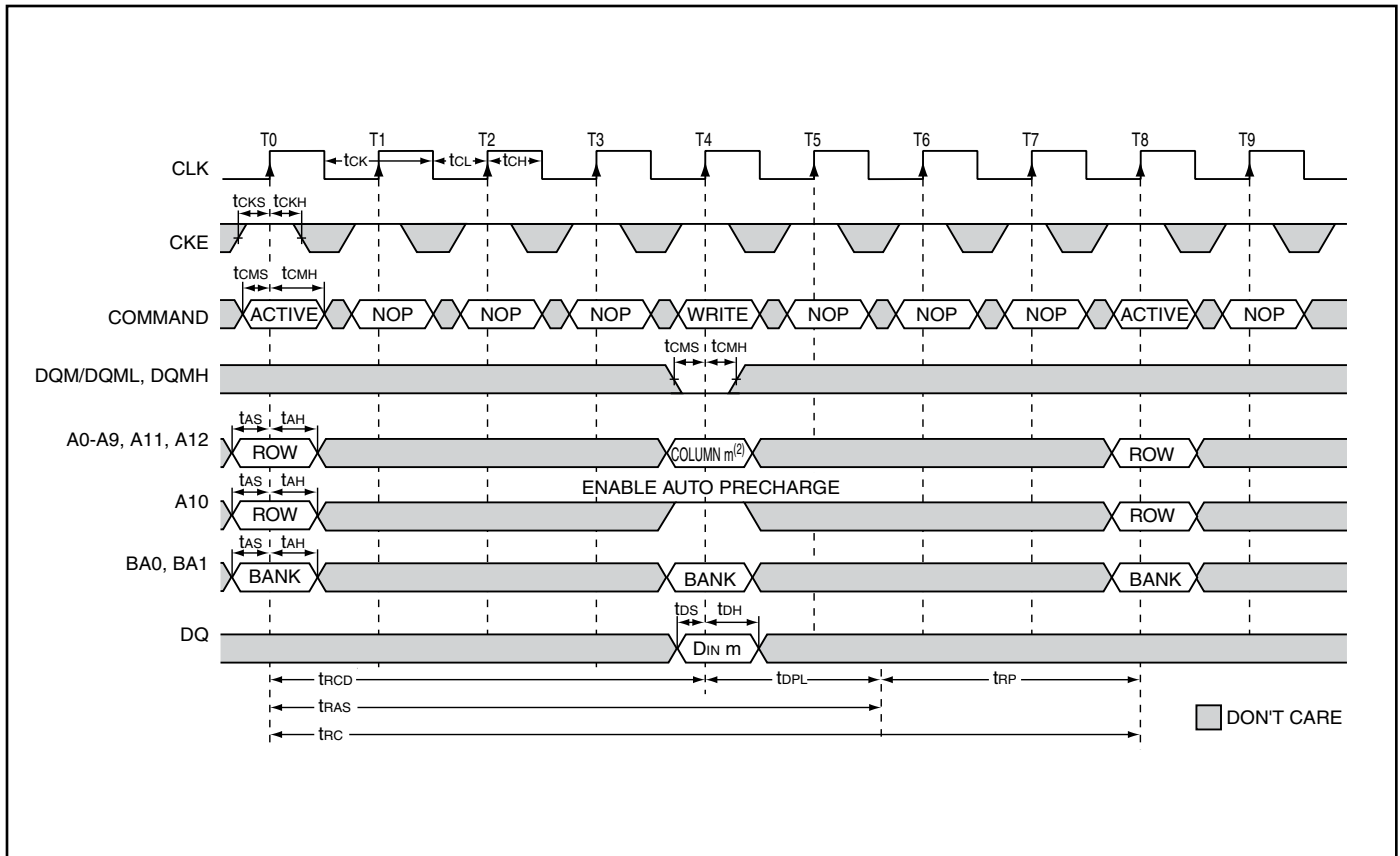 T0 T1 T2 T3 T4 T5 T6 T7 T8 T9
CLK
tCK tCL tCH
tCKS tCKH
CKE
tCMS tCMH
COMMAND ACTIVE NOP NOP NOP WRITE NOP NOP NOP ACTIVE NOP
tCMS tCMH
DQM/DQML, DQMH
tAS tAH
A0-A9, A11, A12 ROW COLUMN m(2) ROW
tAS tAH ENABLE AUTO PRECHARGE
A10 ROW ROW
tAS tAH
BA0, BA1 BANK BANK BANK
tDS tDH
DQ DIN m
tRCD tDPL tRP
tRAS
DON'T CARE
tRC